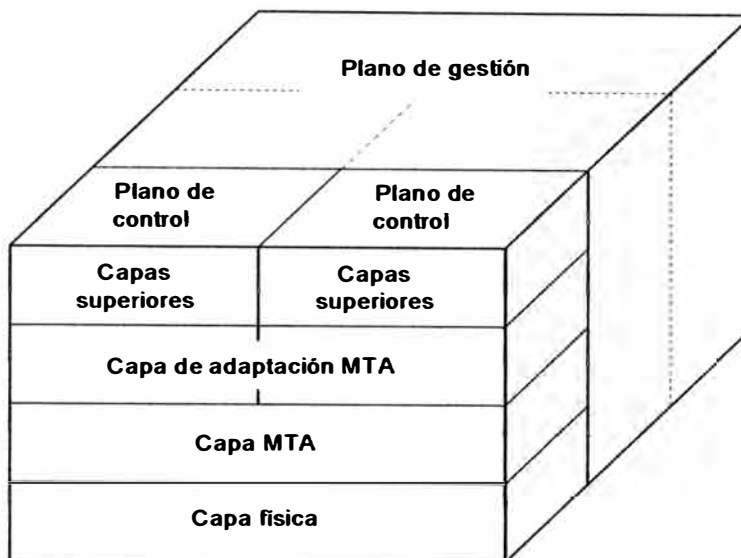 Plano de gestión
Plano de
control
Plano de
control
Capas
superiores
Capas
superiores
Capa de adaptación MTA
Capa MTA
Capa física